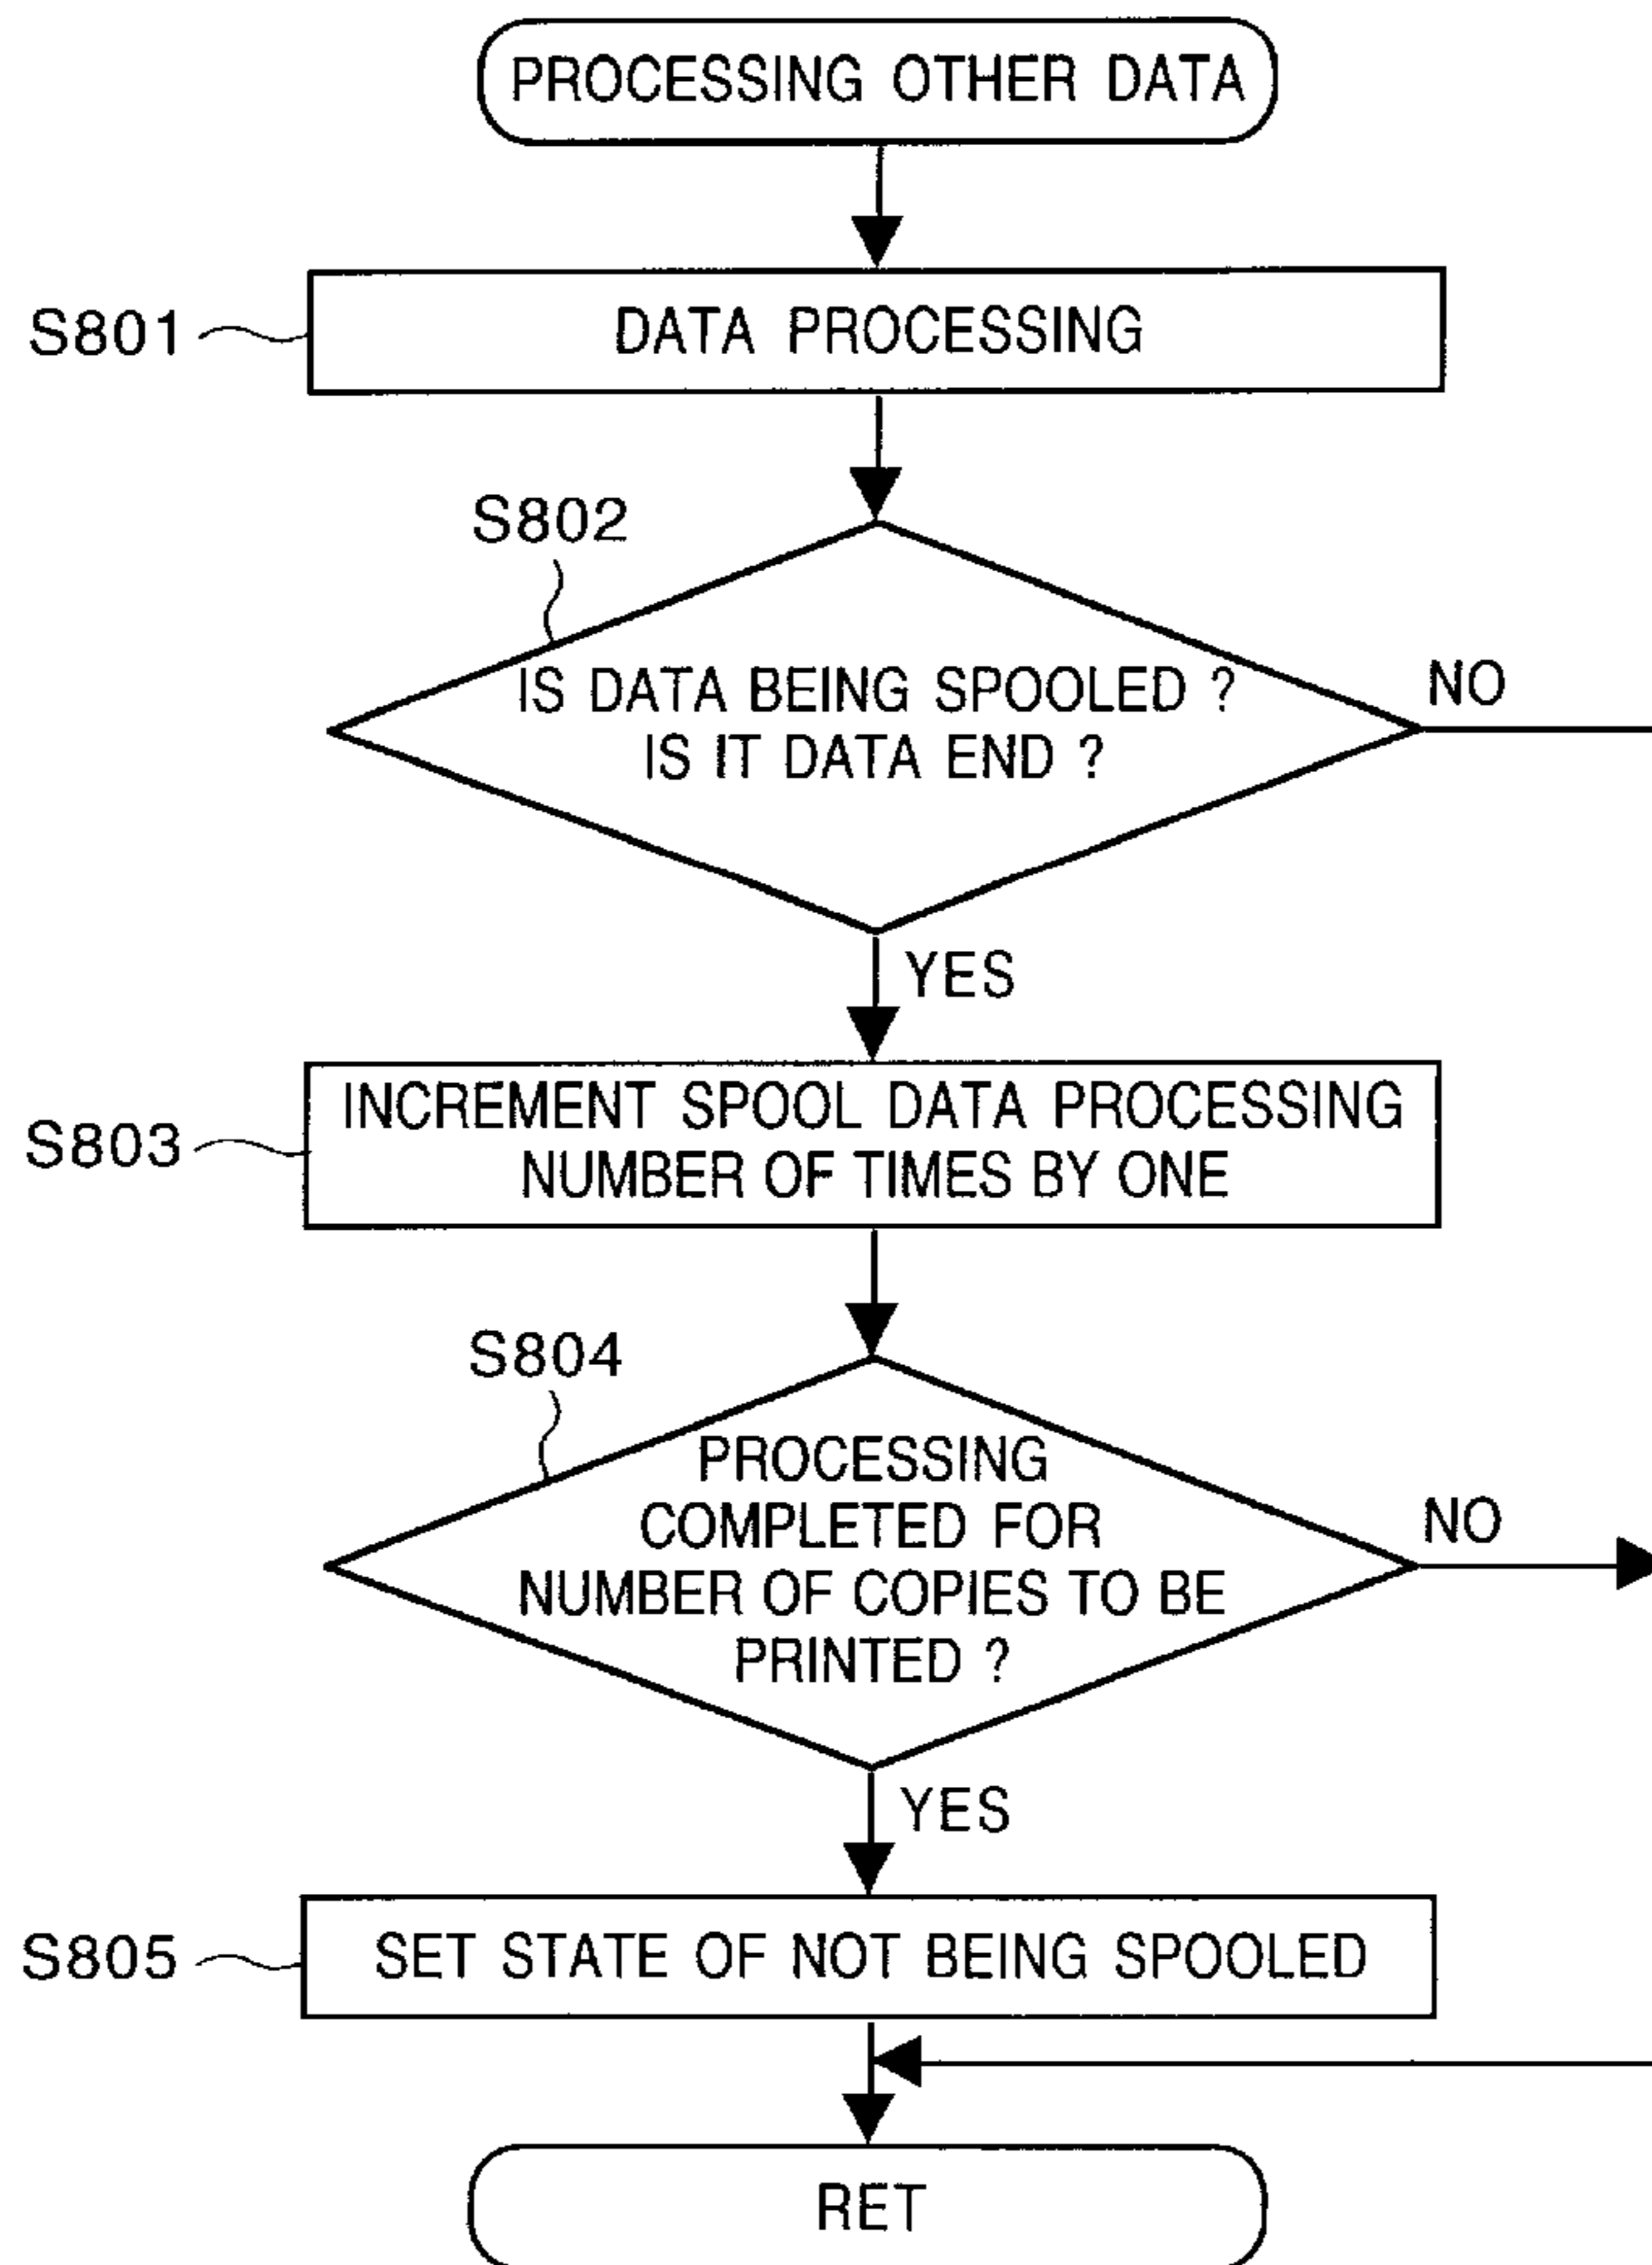 PROCESSING OTHER DATA
S801
DATA PROCESSING
S802
IS DATA BEING SPOOLED ?
IS IT DATA END ?
NO
YES
S803
INCREMENT SPOOL DATA PROCESSING
NUMBER OF TIMES BY ONE
S804
PROCESSING
COMPLETED FOR
NUMBER OF COPIES TO BE
PRINTED ?
NO
YES
S805
SET STATE OF NOT BEING SPOOLED
RET